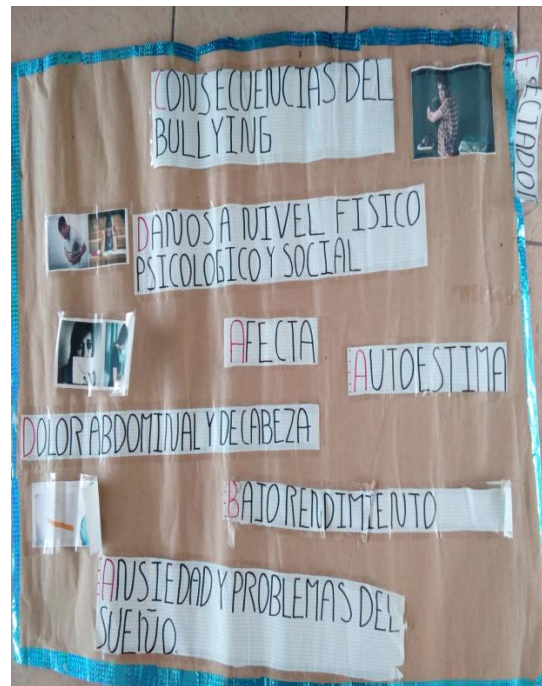 CONSECUENCIAS DEL
BULLYING
DAÑOS A NIVEL FISICO
PSICOLOGICO Y SOCIAL
AFECTA
AUTOESTIMA
DOLOR ABDOMINAL Y DE CABEZA
BAJO RENDIMIENTO
ANSIEDAD Y PROBLEMAS DEL
SUEÑO.